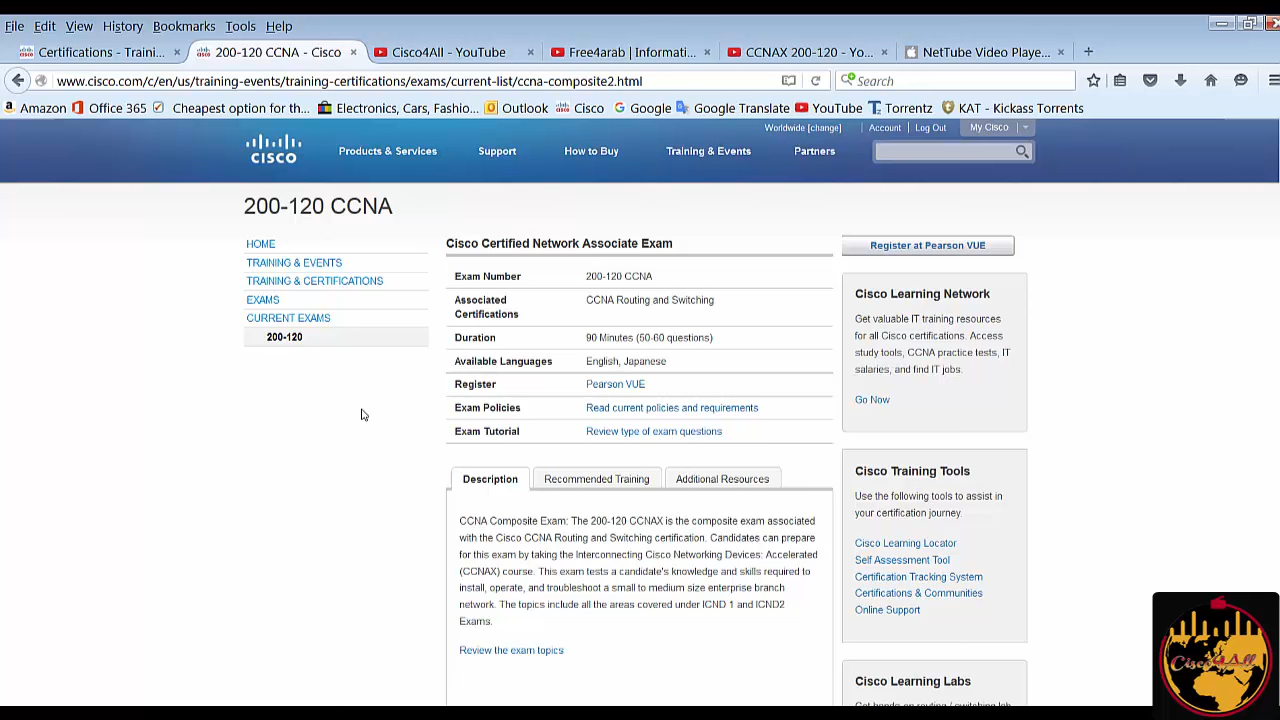 File Edit View History Bookmarks Tools Help
Certifications - Traini... × 200-120 CCNA - Cisco × Cisco4All - YouTube × Free4arab | Informati... × CCNAX 200-120 - Yo... × NetTube Video Playe... × +
www.cisco.com/c/en/us/training-events/training-certifications/exams/current-list/ccna-composite2.html Search
Amazon Office 365 Cheapest option for th... Electronics, Cars, Fashio... Outlook Cisco Google Google Translate YouTube Torrentz KAT - Kickass Torrents
Worldwide [change] Account Log Out My Cisco
CISCO Products & Services Support How to Buy Training & Events Partners
200-120 CCNA
HOME
TRAINING & EVENTS
TRAINING & CERTIFICATIONS
EXAMS
CURRENT EXAMS
200-120
Cisco Certified Network Associate Exam
Exam Number 200-120 CCNA
Associated Certifications CCNA Routing and Switching
Duration 90 Minutes (50-60 questions)
Available Languages English, Japanese
Register Pearson VUE
Exam Policies Read current policies and requirements
Exam Tutorial Review type of exam questions
Description Recommended Training Additional Resources
CCNA Composite Exam: The 200-120 CCNAX is the composite exam associated
with the Cisco CCNA Routing and Switching certification. Candidates can prepare
for this exam by taking the Interconnecting Cisco Networking Devices: Accelerated
(CCNAX) course. This exam tests a candidate's knowledge and skills required to
install, operate, and troubleshoot a small to medium size enterprise branch
network. The topics include all the areas covered under ICND 1 and ICND2
Exams.
Review the exam topics
Register at Pearson VUE
Cisco Learning Network
Get valuable IT training resources
for all Cisco certifications. Access
study tools, CCNA practice tests, IT
salaries, and find IT jobs.
Go Now
Cisco Training Tools
Use the following tools to assist in
your certification journey.
Cisco Learning Locator
Self Assessment Tool
Certification Tracking System
Certifications & Communities
Online Support
Cisco Learning Labs
Cisco4All